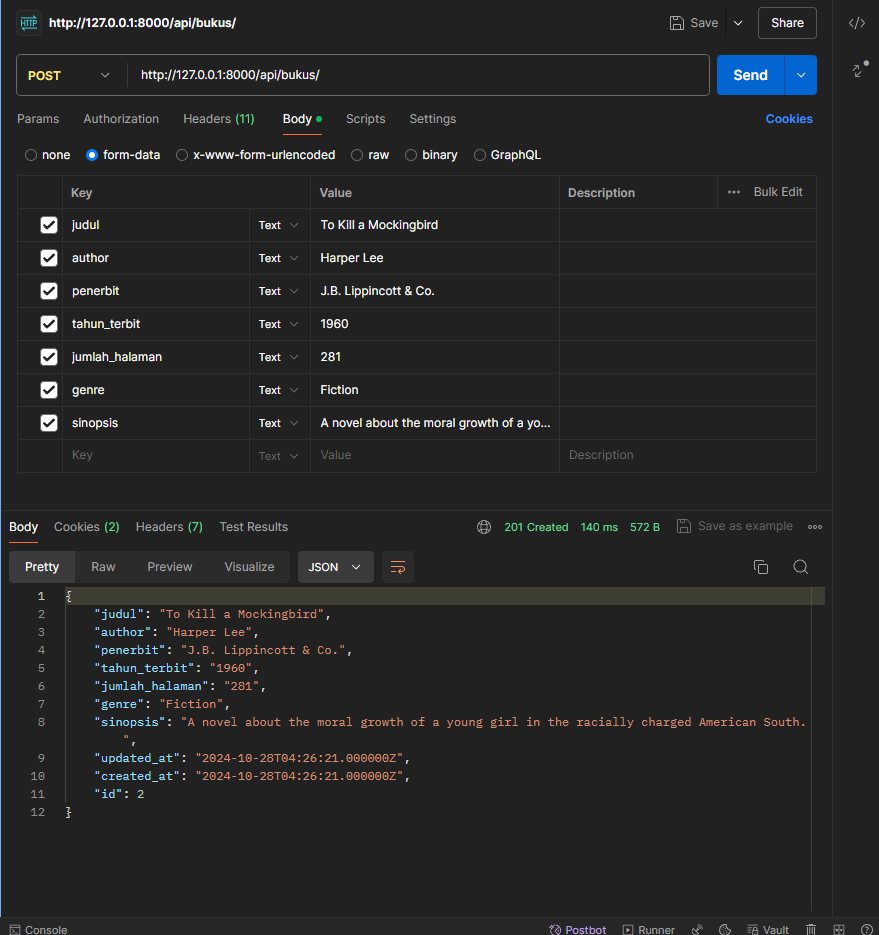 HTTP http://127.0.0.1:8000/api/bukus/ Save Share
POST http://127.0.0.1:8000/api/bukus/ Send
Params Authorization Headers (11) Body Scripts Settings Cookies
none form-data x-www-form-urlencoded raw binary GraphQL
Key Value Description Bulk Edit
judul Text To Kill a Mockingbird
author Text Harper Lee
penerbit Text J.B. Lippincott & Co.
tahun_terbit Text 1960
jumlah_halaman Text 281
genre Text Fiction
sinopsis Text A novel about the moral growth of a yo...
Key Text Value Description
Body Cookies (2) Headers (7) Test Results 201 Created 140 ms 572 B Save as example
Pretty Raw Preview Visualize JSON
1 {
2 "judul": "To Kill a Mockingbird",
3 "author": "Harper Lee",
4 "penerbit": "J.B. Lippincott & Co.",
5 "tahun_terbit": "1960",
6 "jumlah_halaman": "281",
7 "genre": "Fiction",
8 "sinopsis": "A novel about the moral growth of a young girl in the racially charged American South.
",
9 "updated_at": "2024-10-28T04:26:21.000000Z",
10 "created_at": "2024-10-28T04:26:21.000000Z",
11 "id": 2
12 }
Console Postbot Runner Vault